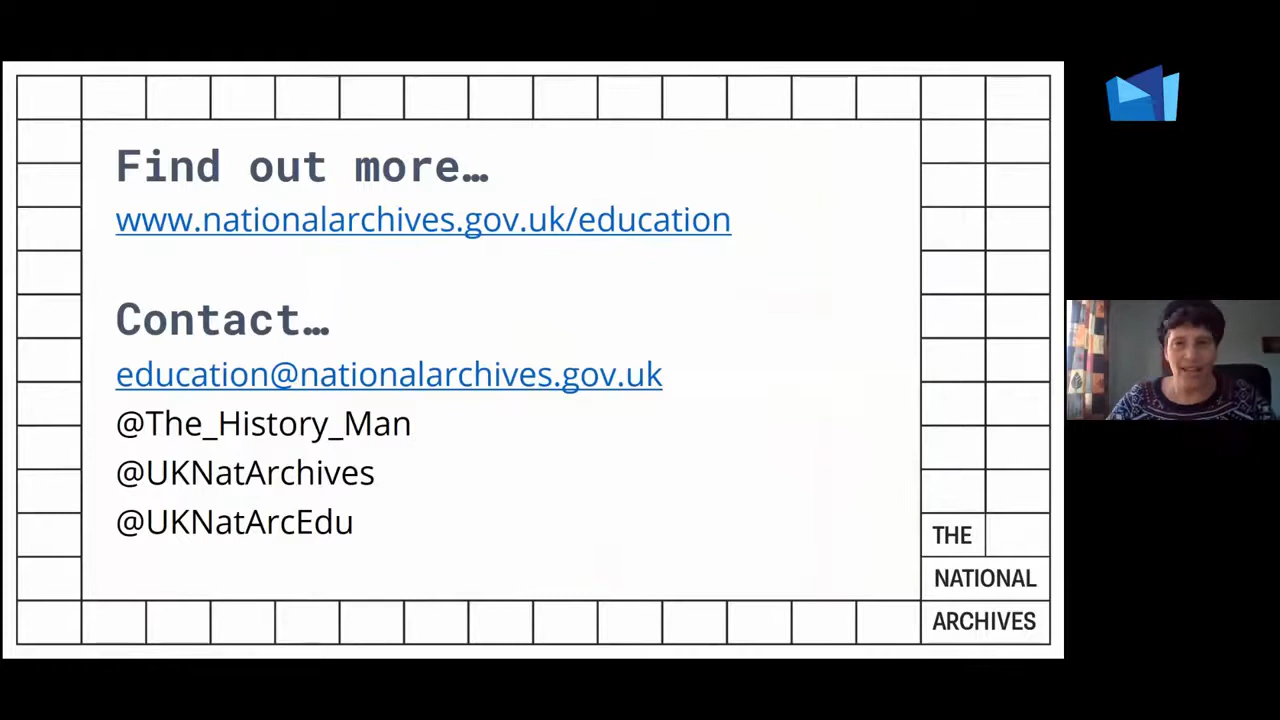 Find out more…
www.nationalarchives.gov.uk/education
Contact…
education@nationalarchives.gov.uk
@The_History_Man
@UKNatArchives
@UKNatArcEdu
THE
NATIONAL
ARCHIVES